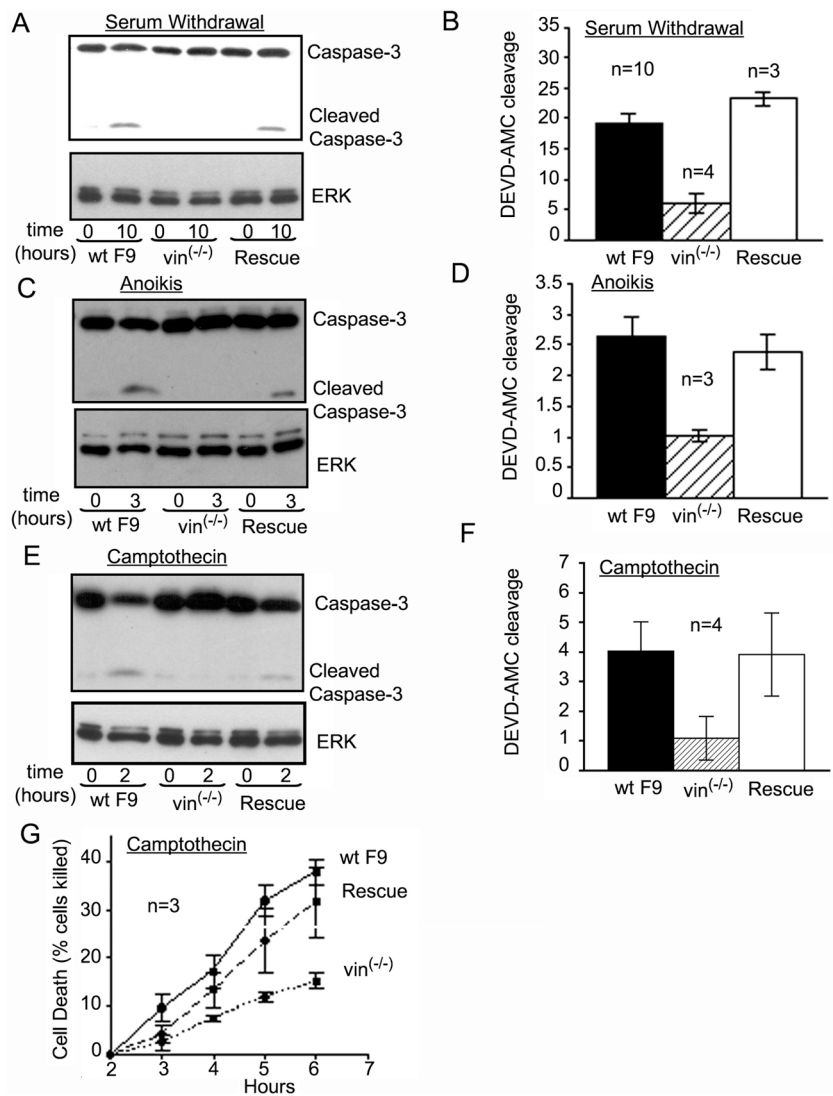 A
Serum Withdrawal
Caspase-3
Cleaved
Caspase-3
ERK
time
(hours)
0 10 0 10 0 10
wt F9 vin(-/-) Rescue
B
Serum Withdrawal
DEVD-AMC cleavage
35
30
25
20
15
10
5
0
n=10
n=4
n=3
wt F9 vin(-/-) Rescue
C
Anoikis
Caspase-3
Cleaved
Caspase-3
ERK
time
(hours)
0 3 0 3 0 3
wt F9 vin(-/-) Rescue
D
Anoikis
DEVD-AMC cleavage
3.5
3
2.5
2
1.5
1
0.5
0
n=3
wt F9 vin(-/-) Rescue
E
Camptothecin
Caspase-3
Cleaved
Caspase-3
ERK
time
(hours)
0 2 0 2 0 2
wt F9 vin(-/-) Rescue
F
Camptothecin
DEVD-AMC cleavage
7
6
5
4
3
2
1
0
n=4
wt F9 vin(-/-) Rescue
G
Camptothecin
Cell Death (% cells killed)
40
30
20
10
0
n=3
wt F9
Rescue
vin(-/-)
2 3 4 5 6 7
Hours